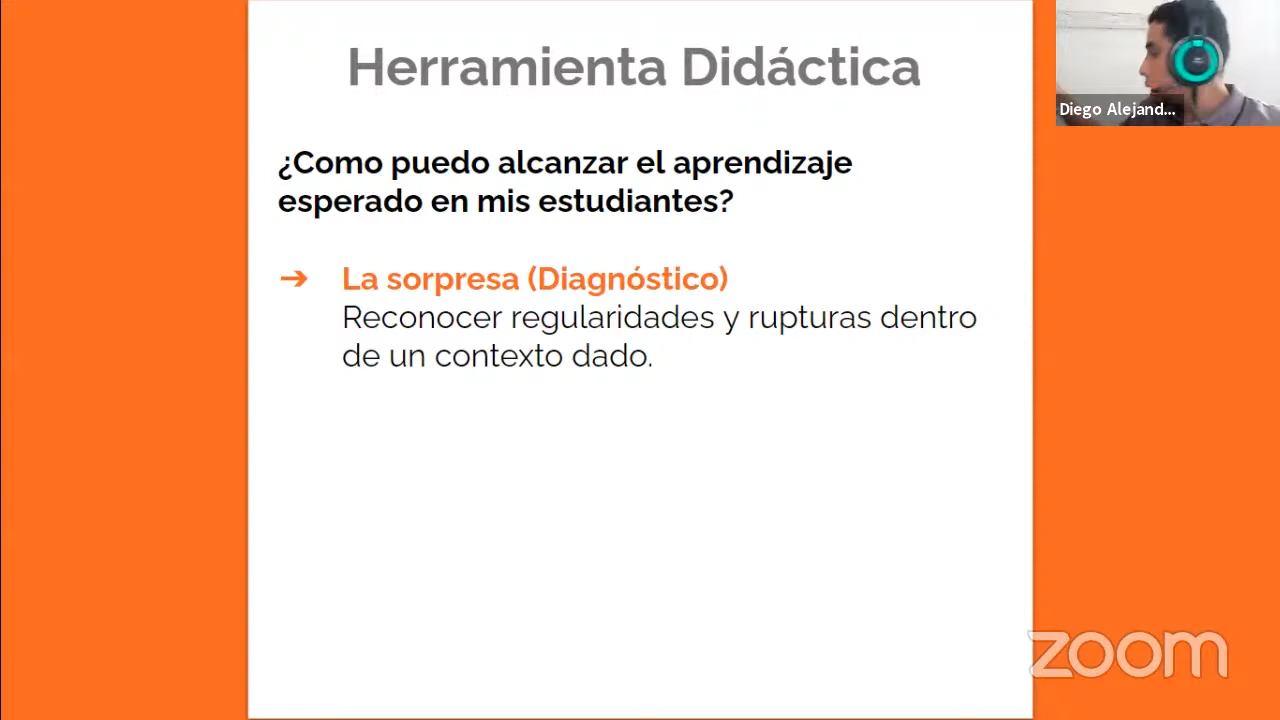 Herramienta Didáctica
Diego Alejand...
¿Como puedo alcanzar el aprendizaje
esperado en mis estudiantes?
➔ La sorpresa (Diagnóstico)
Reconocer regularidades y rupturas dentro
de un contexto dado.
zoom